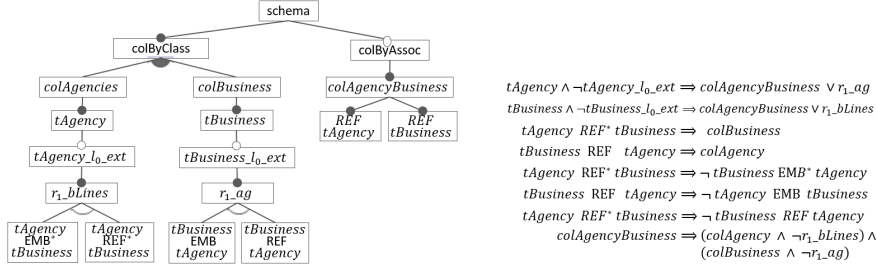 schema
colByClass
colByAssoc
colAgencies
colBusiness
colAgencyBusiness
tAgency
tBusiness
REF tAgency
REF tBusiness
tAgency_l₀_ext
tBusiness_l₀_ext
r₁_bLines
r₁_ag
tAgency
EMB*
tBusiness
tAgency
REF*
tBusiness
tBusiness
EMB
tAgency
tBusiness
REF
tAgency
tAgency ∧ ¬tAgency_l₀_ext ⟹ colAgencyBusiness ∨ r₁_ag
tBusiness ∧ ¬tBusiness_l₀_ext ⟹ colAgencyBusiness ∨ r₁_bLines
tAgency REF* tBusiness ⟹ colBusiness
tBusiness REF tAgency ⟹ colAgency
tAgency REF* tBusiness ⟹ ¬ tBusiness EMB* tAgency
tBusiness REF tAgency ⟹ ¬ tAgency EMB tBusiness
tAgency REF* tBusiness ⟹ ¬ tBusiness REF tAgency
colAgencyBusiness ⟹ (colAgency ∧ ¬r₁_bLines) ∧
(colBusiness ∧ ¬r₁_ag)